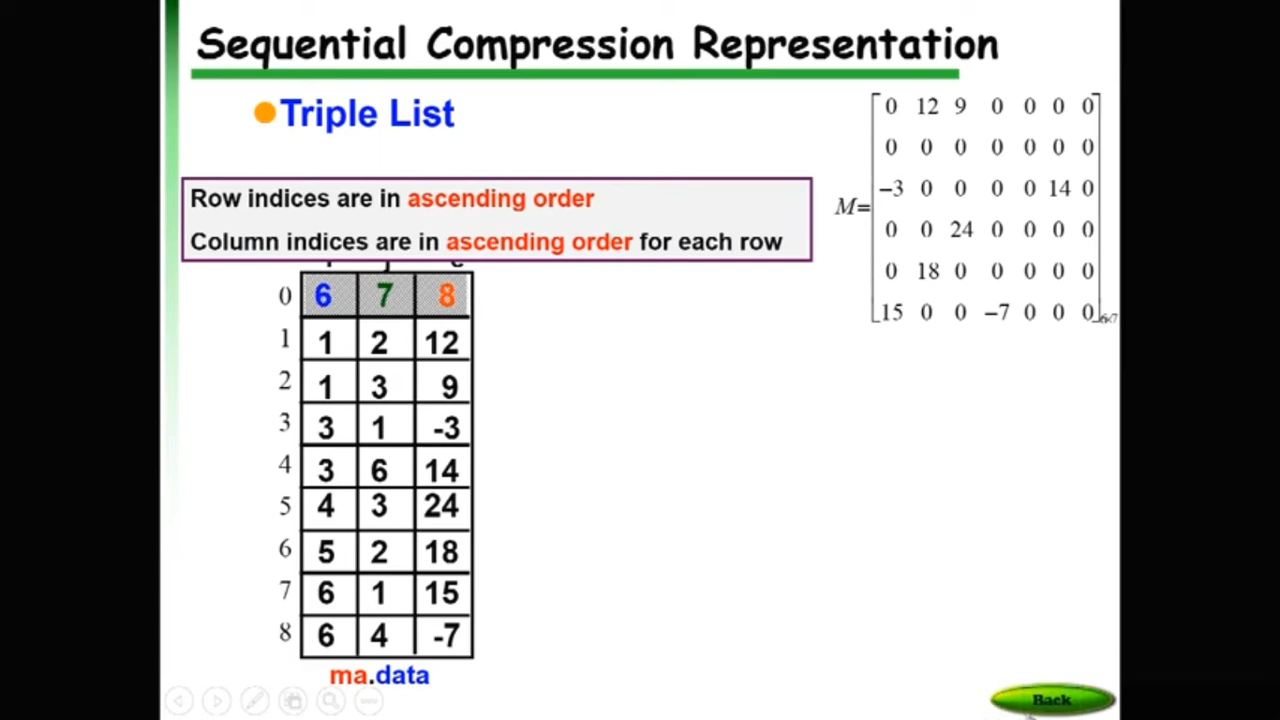 Sequential Compression Representation
Triple List
Row indices are in ascending order
Column indices are in ascending order for each row
0 6 7 8
1 1 2 12
2 1 3 9
3 3 1 -3
4 3 6 14
5 4 3 24
6 5 2 18
7 6 1 15
8 6 4 -7
ma.data
0 12 9 0 0 0 0
0 0 0 0 0 0 0
−3 0 0 0 0 14 0
M=
0 0 24 0 0 0 0
0 18 0 0 0 0 0
15 0 0 −7 0 0 0
6×7
Back